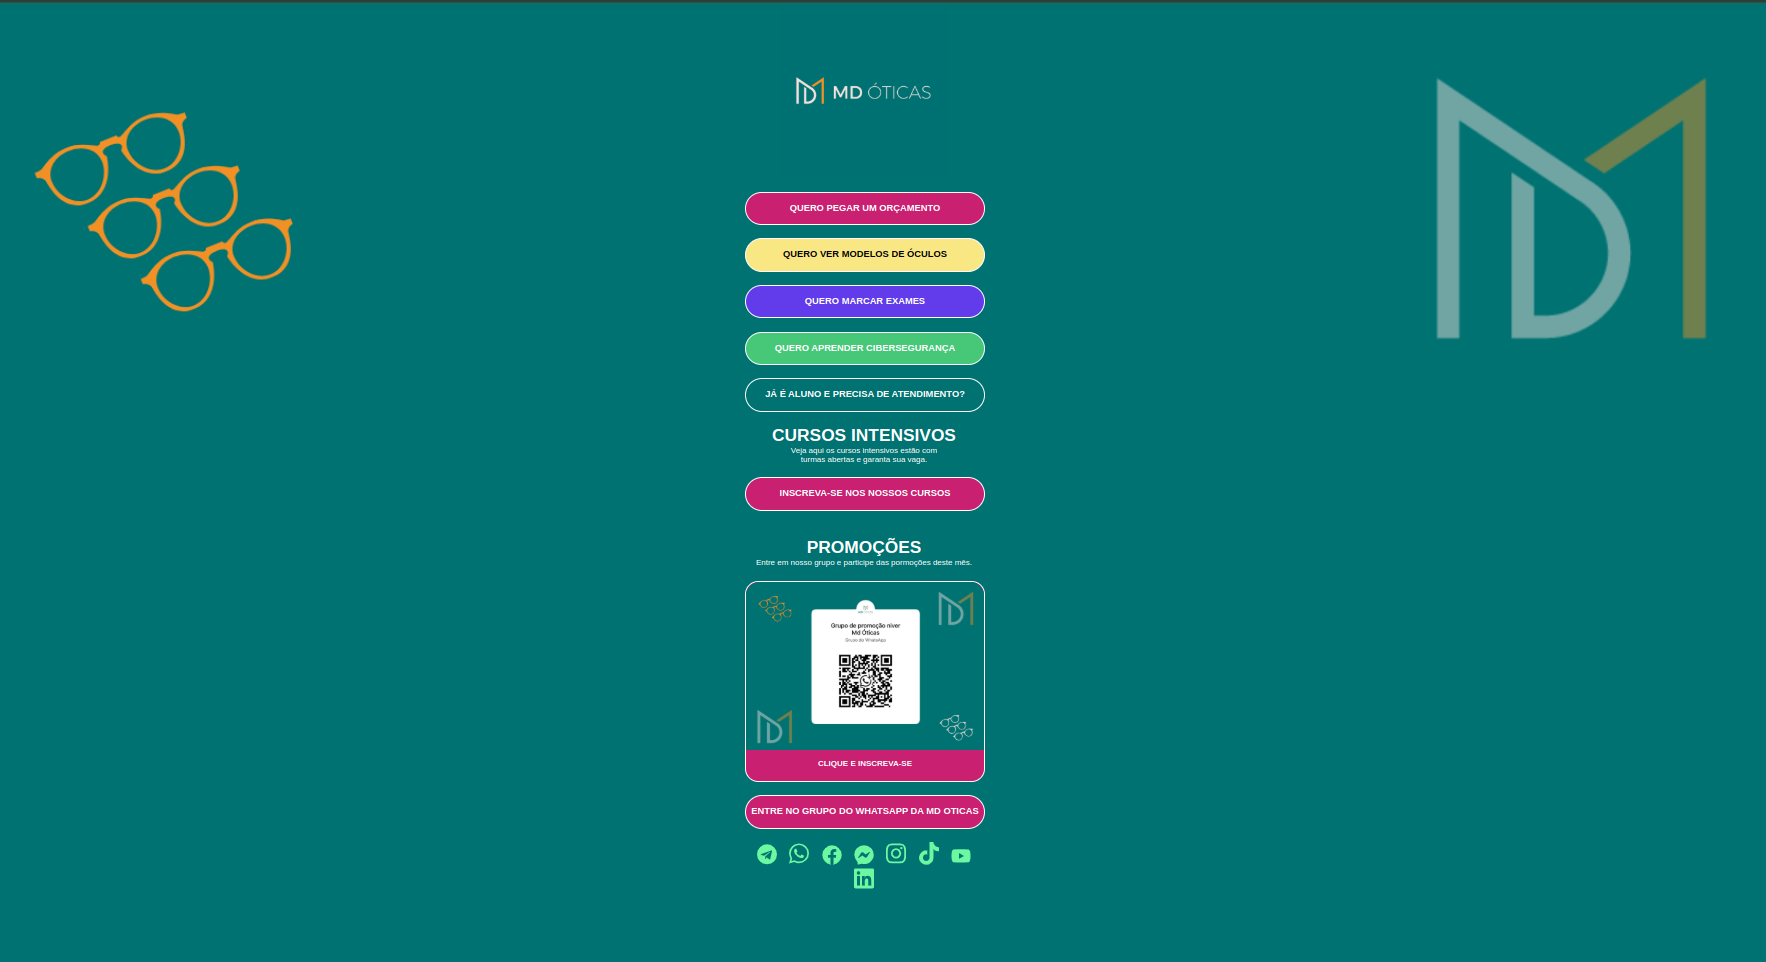 MD ÓTICAS
QUERO PEGAR UM ORÇAMENTO
QUERO VER MODELOS DE ÓCULOS
QUERO MARCAR EXAMES
QUERO APRENDER CIBERSEGURANÇA
JÁ É ALUNO E PRECISA DE ATENDIMENTO?
CURSOS INTENSIVOS
Veja aqui os cursos intensivos estão com
turmas abertas e garanta sua vaga.
INSCREVA-SE NOS NOSSOS CURSOS
PROMOÇÕES
Entre em nosso grupo e participe das pormoções deste mês.
Grupo de promoção niver
Md Óticas
Grupo do WhatsApp
CLIQUE E INSCREVA-SE
ENTRE NO GRUPO DO WHATSAPP DA MD OTICAS